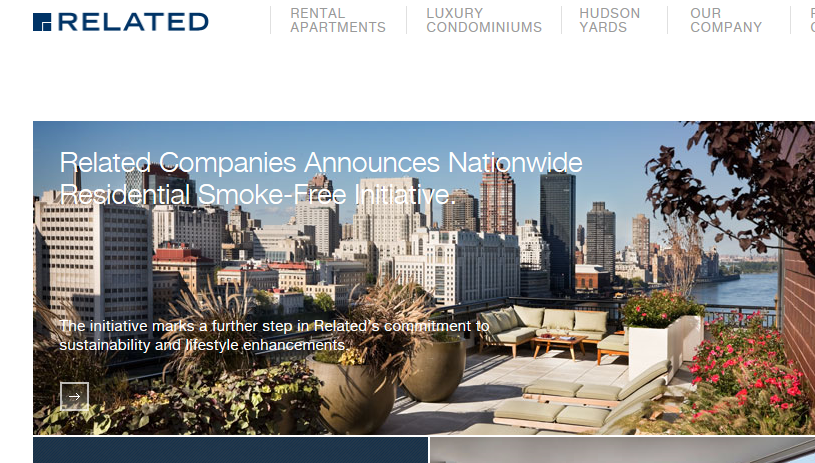 RELATED
RENTAL
APARTMENTS
LUXURY
CONDOMINIUMS
HUDSON
YARDS
OUR
COMPANY
Related Companies Announces Nationwide
Residential Smoke-Free Initiative.
The initiative marks a further step in Related's commitment to
sustainability and lifestyle enhancements.